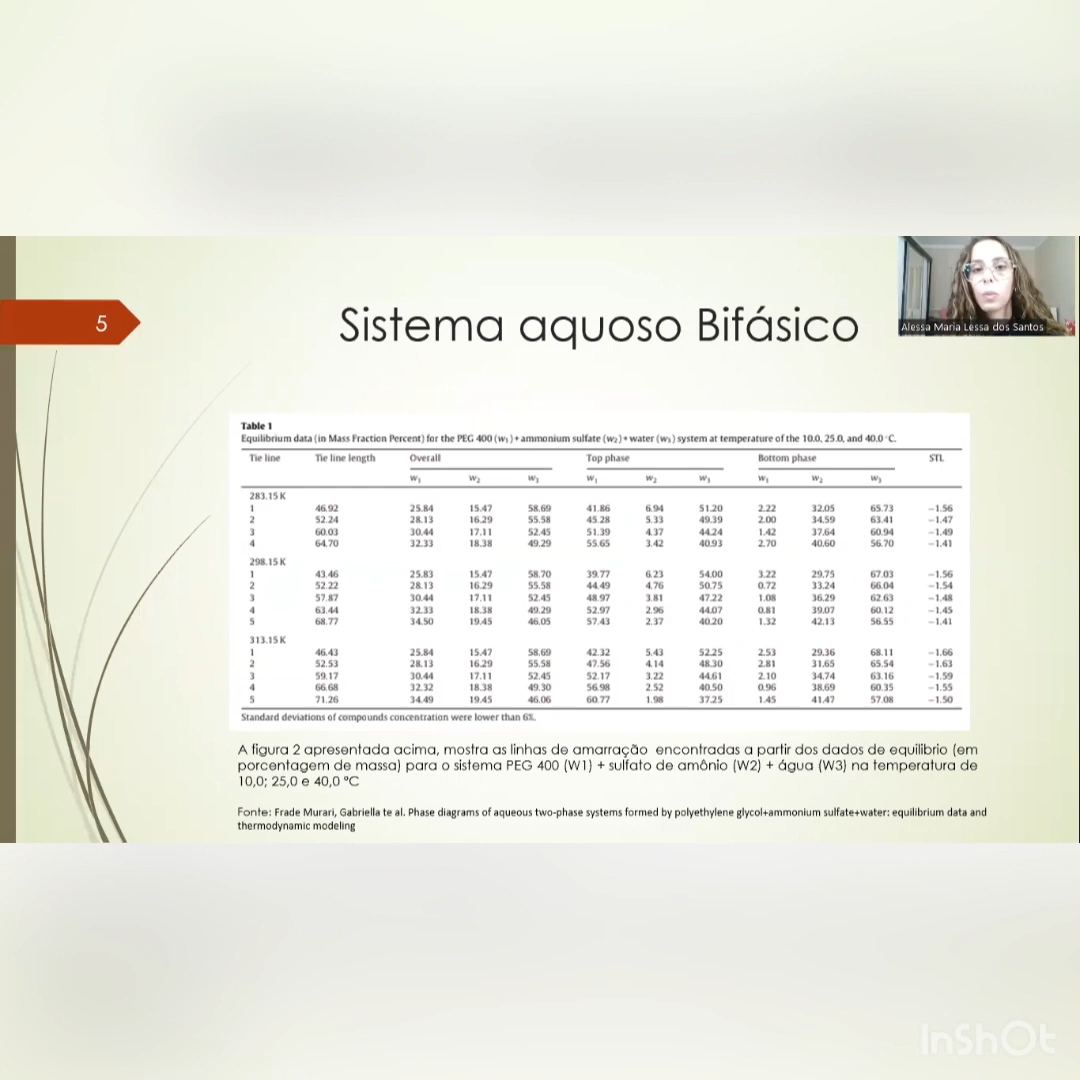 5
Sistema aquoso Bifásico
Alessa Maria Lessa dos Santos
Table 1
Equilibrium data (in Mass Fraction Percent) for the PEG 400 (w₁) + ammonium sulfate (w₂) + water (w₃) system at temperature of the 10.0, 25.0, and 40.0 °C.
Tie line Tie line length Overall Top phase Bottom phase STL
w₁ w₂ w₃ w₁ w₂ w₃ w₁ w₂ w₃
283.15 K
1 46.92 25.84 15.47 58.69 41.86 6.94 51.20 2.22 32.05 65.73 −1.56
2 52.24 28.13 16.29 55.58 45.28 5.33 49.39 2.00 34.59 63.41 −1.47
3 60.03 30.44 17.11 52.45 51.39 4.37 44.24 1.42 37.64 60.94 −1.49
4 64.70 32.33 18.38 49.29 55.65 3.42 40.93 2.70 40.60 56.70 −1.41
298.15 K
1 43.46 25.83 15.47 58.70 39.77 6.23 54.00 3.22 29.75 67.03 −1.56
2 52.22 28.13 16.29 55.58 44.49 4.76 50.75 0.72 33.24 66.04 −1.54
3 57.87 30.44 17.11 52.45 48.97 3.81 47.22 1.08 36.29 62.63 −1.48
4 63.44 32.33 18.38 49.29 52.97 2.96 44.07 0.81 39.07 60.12 −1.45
5 68.77 34.50 19.45 46.05 57.43 2.37 40.20 1.32 42.13 56.55 −1.41
313.15 K
1 46.43 25.84 15.47 58.69 42.32 5.43 52.25 2.53 29.36 68.11 −1.66
2 52.53 28.13 16.29 55.58 47.56 4.14 48.30 2.81 31.65 65.54 −1.63
3 59.17 30.44 17.11 52.45 52.17 3.22 44.61 2.10 34.74 63.16 −1.59
4 66.68 32.32 18.38 49.30 56.98 2.52 40.50 0.96 38.69 60.35 −1.55
5 71.26 34.49 19.45 46.06 60.77 1.98 37.25 1.45 41.47 57.08 −1.50
Standard deviations of compounds concentration were lower than 6%.
A figura 2 apresentada acima, mostra as linhas de amarração encontradas a partir dos dados de equilibrio (em
porcentagem de massa) para o sistema PEG 400 (W1) + sulfato de amônio (W2) + água (W3) na temperatura de
10,0; 25,0 e 40,0 ºC
Fonte: Frade Murari, Gabriella te al. Phase diagrams of aqueous two-phase systems formed by polyethylene glycol+ammonium sulfate+water: equilibrium data and
thermodynamic modeling
InShOt